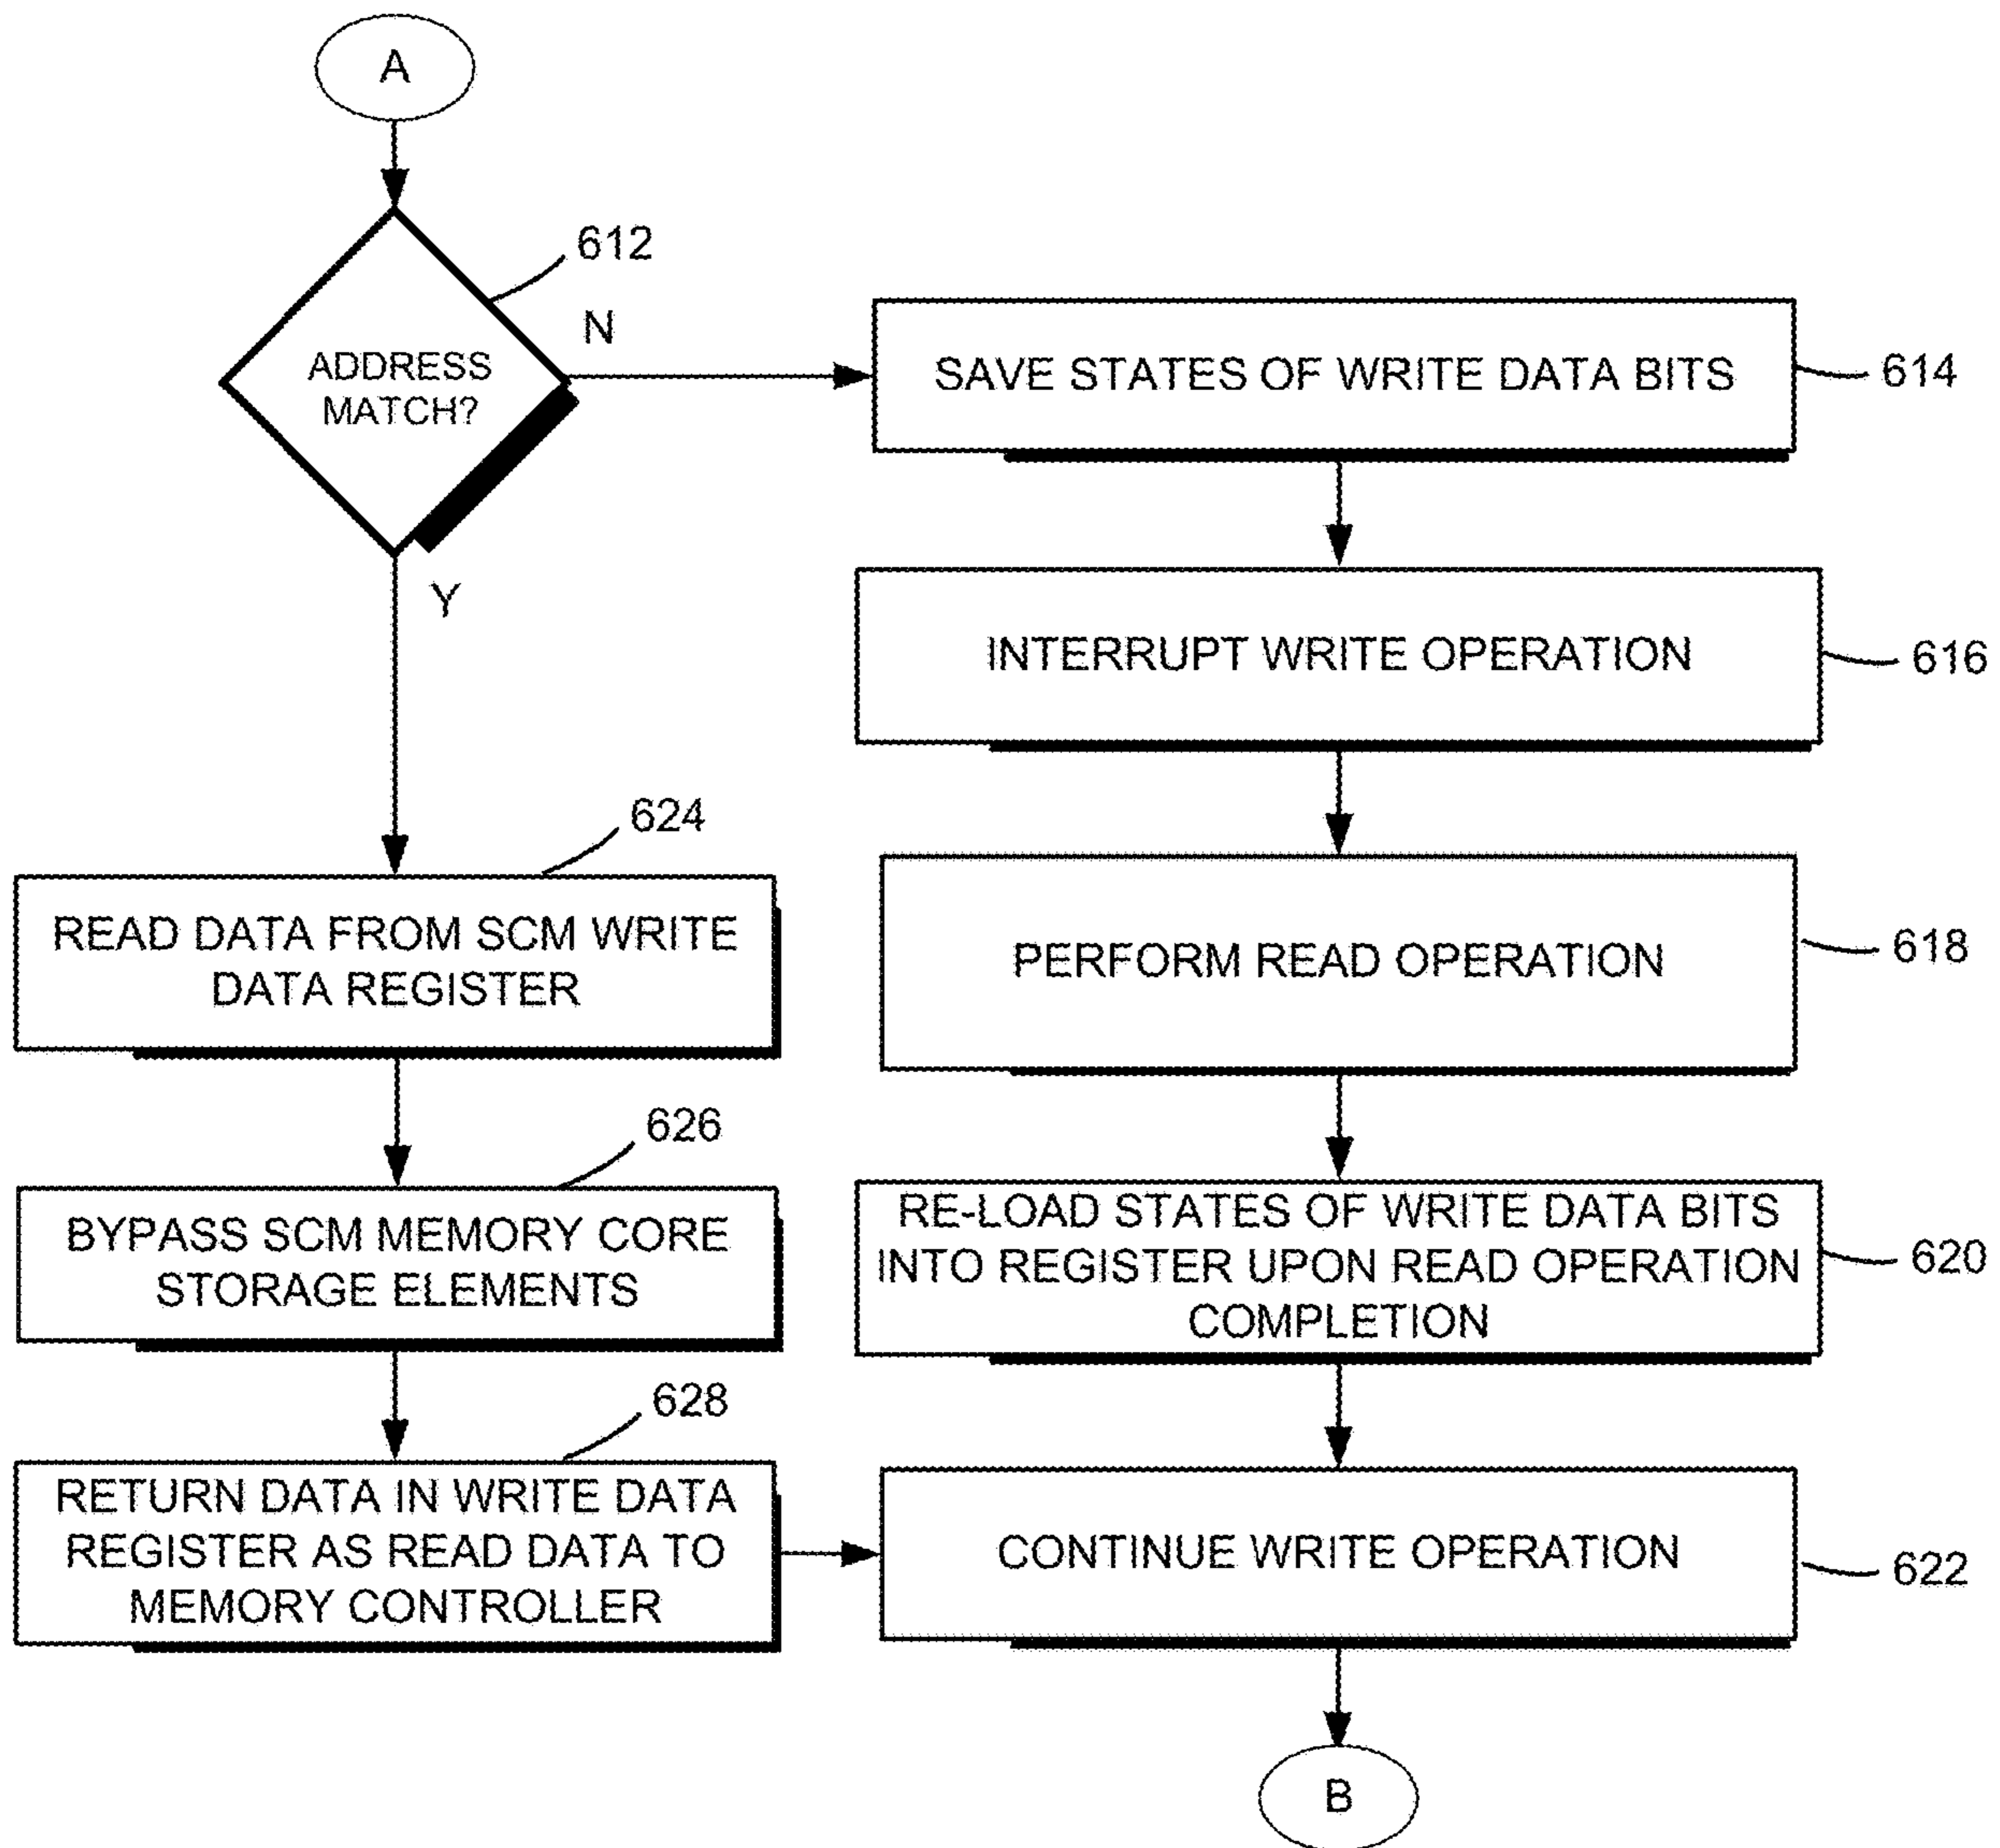 A
612
N
ADDRESS
MATCH?
Y
SAVE STATES OF WRITE DATA BITS
614
INTERRUPT WRITE OPERATION
616
624
READ DATA FROM SCM WRITE
DATA REGISTER
PERFORM READ OPERATION
618
626
BYPASS SCM MEMORY CORE
STORAGE ELEMENTS
RE-LOAD STATES OF WRITE DATA BITS
INTO REGISTER UPON READ OPERATION
COMPLETION
620
628
RETURN DATA IN WRITE DATA
REGISTER AS READ DATA TO
MEMORY CONTROLLER
CONTINUE WRITE OPERATION
622
B